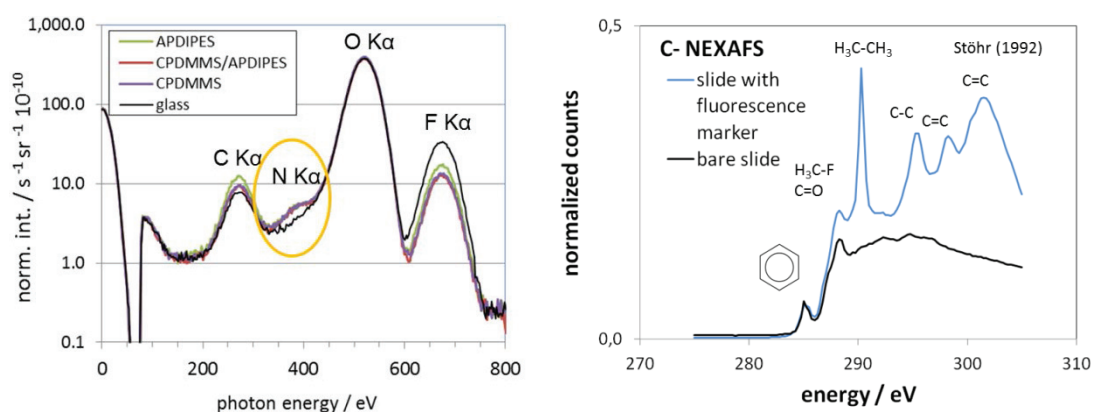 1,000.0
100.0
10.0
1.0
0.1
norm. int. / s⁻¹ sr⁻¹ 10⁻¹⁰
APDIPES
CPDMMS/APDIPES
CPDMMS
glass
O Kα
F Kα
C Kα
N Kα
0 200 400 600 800
photon energy / eV
0,5
0,0
normalized counts
C- NEXAFS
slide with
fluorescence
marker
bare slide
H₃C-CH₃
Stöhr (1992)
C=C
C-C
C=C
H₃C-F
C=O
270 280 290 300 310
energy / eV